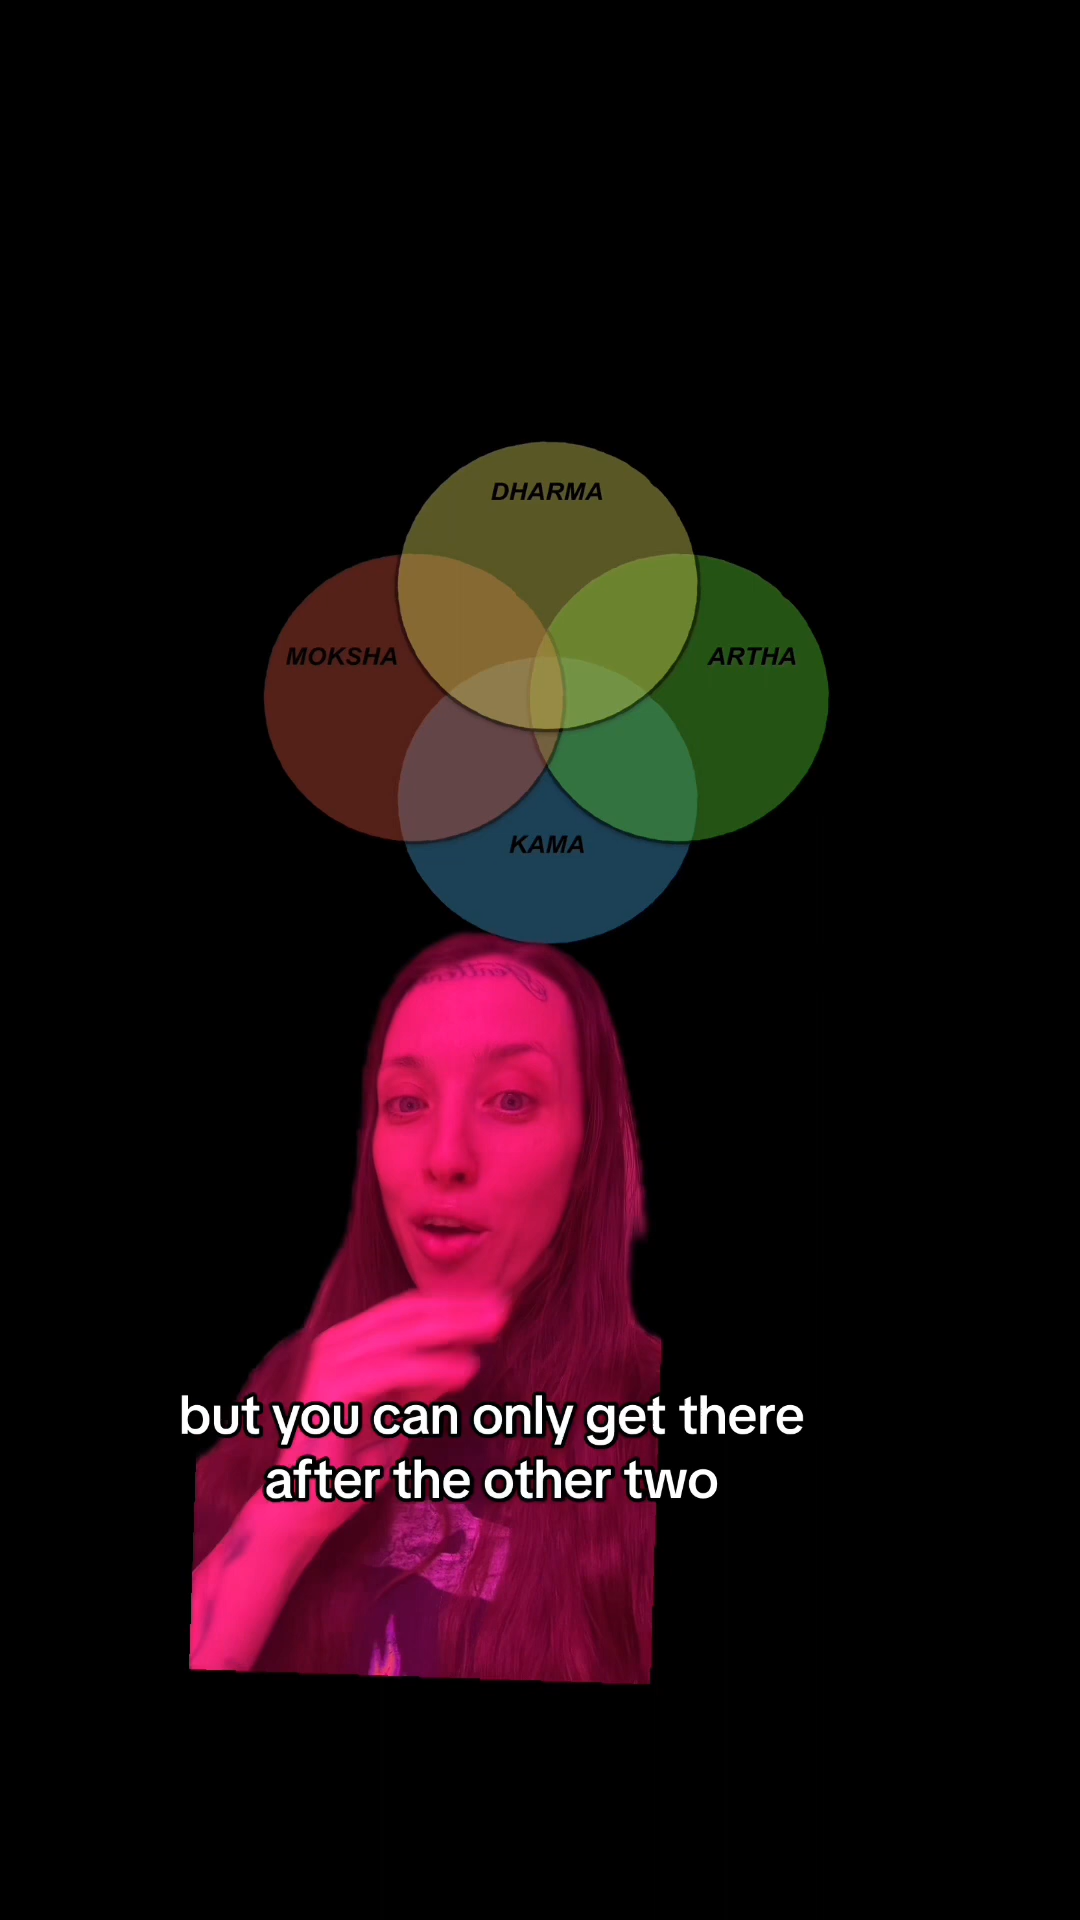 DHARMA
MOKSHA
ARTHA
KAMA
but you can only get there
after the other two